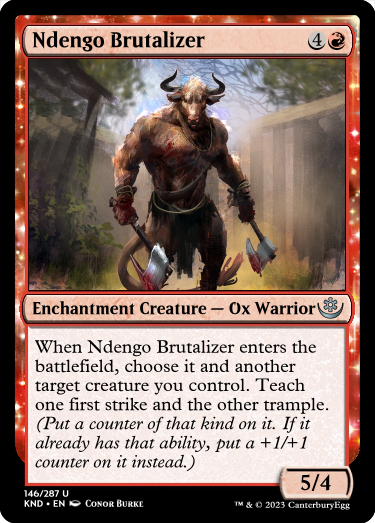 Ndengo Brutalizer 4
Enchantment Creature — Ox Warrior
When Ndengo Brutalizer enters the
battlefield, choose it and another
target creature you control. Teach
one first strike and the other trample.
(Put a counter of that kind on it. If it
already has that ability, put a +1/+1
counter on it instead.)
5/4
146/287 U
KND • EN Conor Burke
™ & © 2023 CanterburyEgg